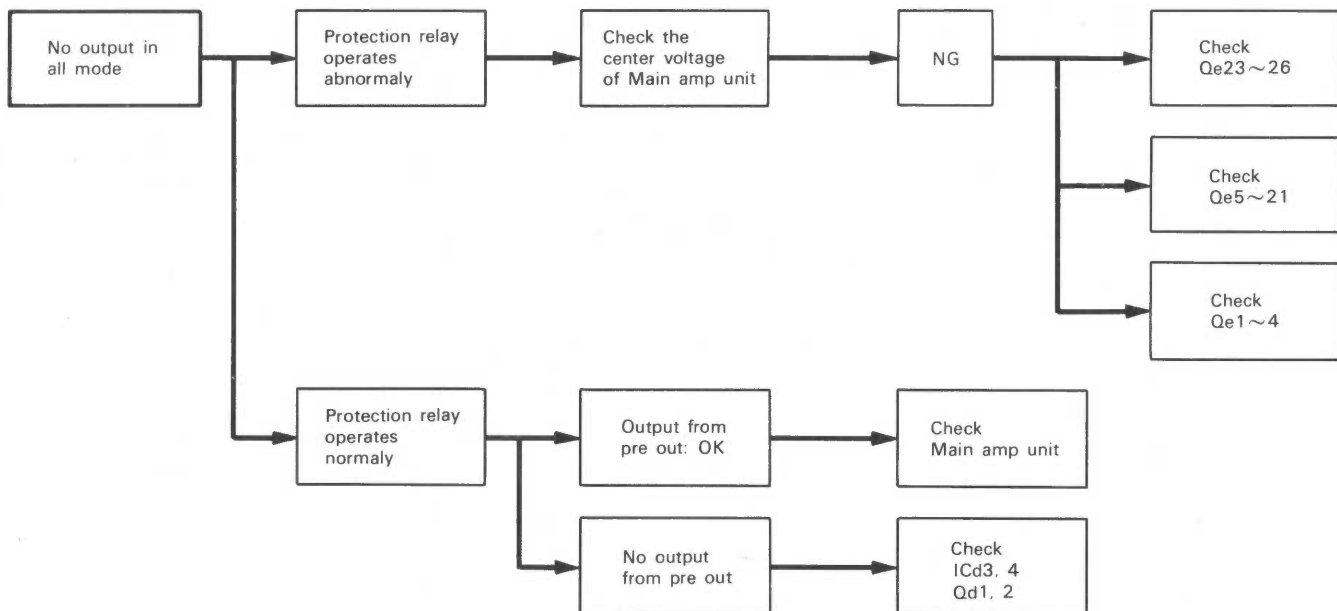 No output in
all mode
Protection relay
operates
abnormaly
Check the
center voltage
of Main amp unit
NG
Check
Qe23~26
Check
Qe5~21
Check
Qe1~4
Protection relay
operates
normaly
Output from
pre out: OK
Check
Main amp unit
No output
from pre out
Check
ICd3, 4
Qd1, 2